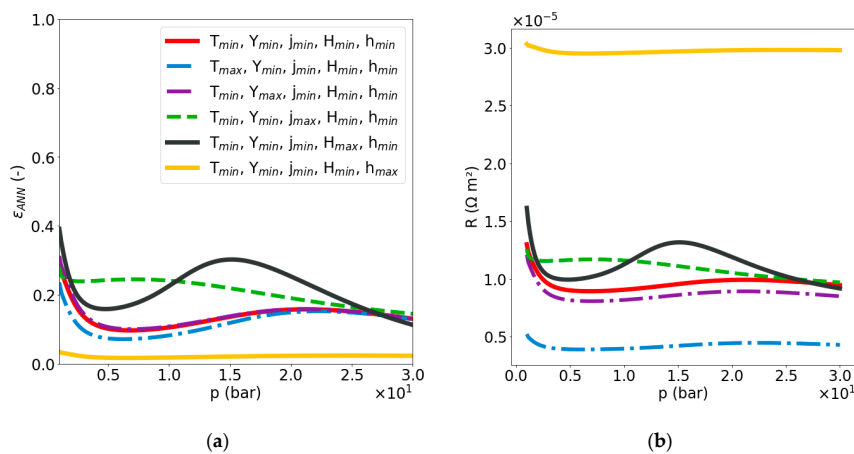 1.0
0.8
0.6
0.4
0.2
0.0
ε_ANN (-)
T_min, Y_min, j_min, H_min, h_min
T_max, Y_min, j_min, H_min, h_min
T_min, Y_max, j_min, H_min, h_min
T_min, Y_min, j_max, H_min, h_min
T_min, Y_min, j_min, H_max, h_min
T_min, Y_min, j_min, H_min, h_max
0.5 1.0 1.5 2.0 2.5 3.0
p (bar) ×10¹
(a)
×10⁻⁵
3.0
2.5
2.0
1.5
1.0
0.5
R (Ω m²)
0.0 0.5 1.0 1.5 2.0 2.5 3.0
p (bar) ×10¹
(b)